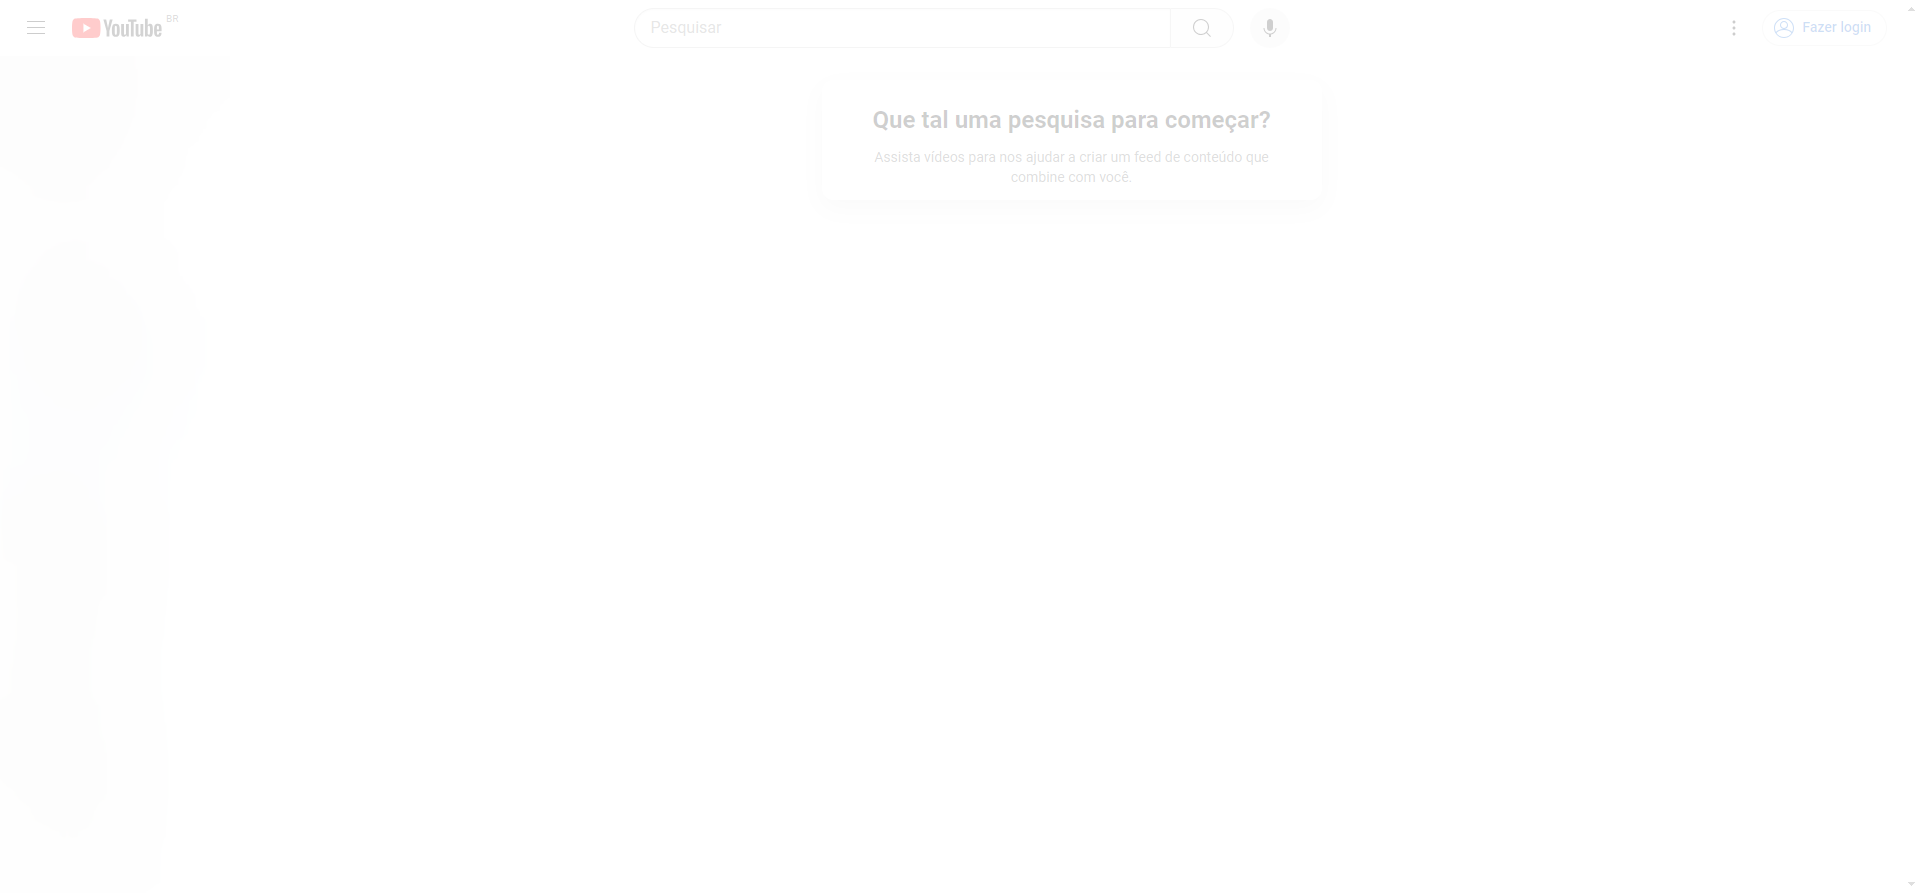 YouTube BR
Pesquisar
Fazer login
Que tal uma pesquisa para começar?
Assista vídeos para nos ajudar a criar um feed de conteúdo que
combine com você.